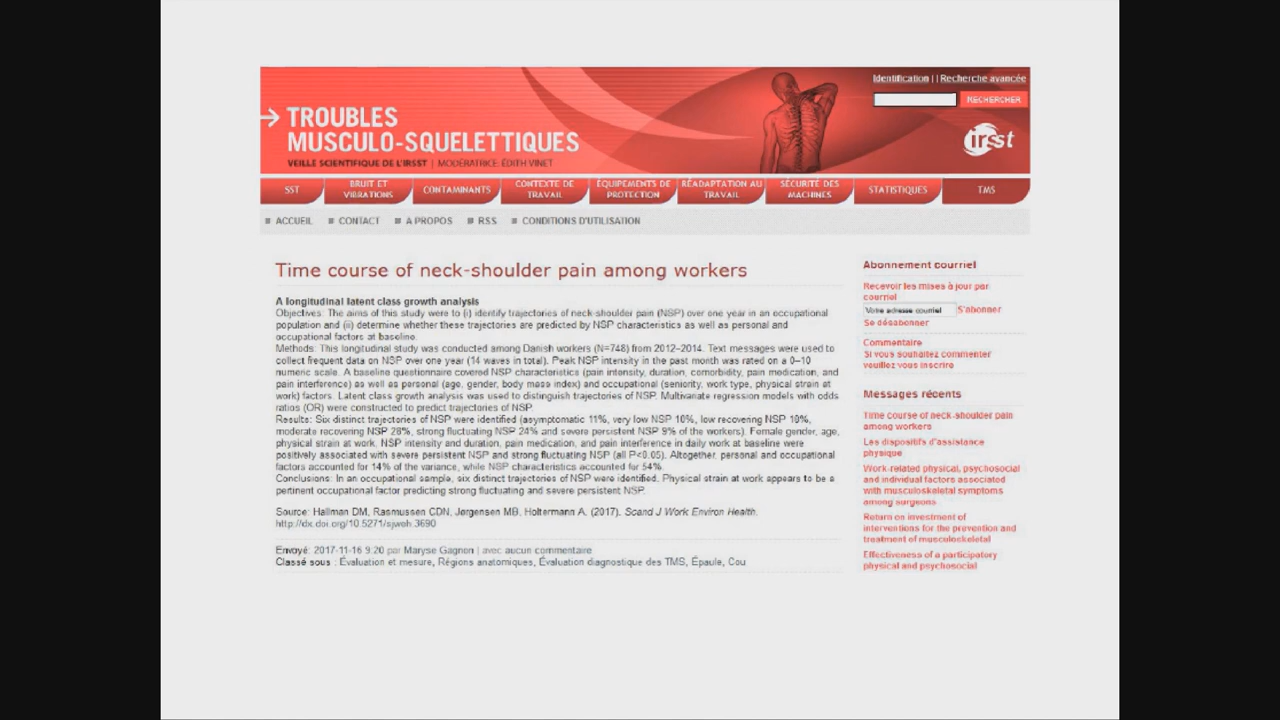 Identification | | Recherche avancée
RECHERCHER
TROUBLES
MUSCULO-SQUELETTIQUES
irsst
VEILLE SCIENTIFIQUE DE L'IRSST | MODÉRATRICE: ÉDITH VINET
SST
BRUIT ET VIBRATIONS
CONTAMINANTS
CONTEXTE DE TRAVAIL
ÉQUIPEMENTS DE PROTECTION
RÉADAPTATION AU TRAVAIL
SÉCURITÉ DES MACHINES
STATISTIQUES
TMS
ACCUEIL CONTACT A PROPOS RSS CONDITIONS D'UTILISATION
Time course of neck-shoulder pain among workers
A longitudinal latent class growth analysis
Objectives: The aims of this study were to (i) identify trajectories of neck-shoulder pain (NSP) over one year in an occupational
population and (ii) determine whether these trajectories are predicted by NSP characteristics as well as personal and
occupational factors at baseline.
Methods: This longitudinal study was conducted among Danish workers (N=748) from 2012–2014. Text messages were used to
collect frequent data on NSP over one year (14 waves in total). Peak NSP intensity in the past month was rated on a 0–10
numeric scale. A baseline questionnaire covered NSP characteristics (pain intensity, duration, comorbidity, pain medication, and
pain interference) as well as personal (age, gender, body mass index) and occupational (seniority, work type, physical strain at
work) factors. Latent class growth analysis was used to distinguish trajectories of NSP. Multivariate regression models with odds
ratios (OR) were constructed to predict trajectories of NSP.
Results: Six distinct trajectories of NSP were identified (asymptomatic 11%, very low NSP 10%, low recovering NSP 18%,
moderate recovering NSP 28%, strong fluctuating NSP 24% and severe persistent NSP 9% of the workers). Female gender, age,
physical strain at work, NSP intensity and duration, pain medication, and pain interference in daily work at baseline were
positively associated with severe persistent NSP and strong fluctuating NSP (all P<0.05). Altogether, personal and occupational
factors accounted for 14% of the variance, while NSP characteristics accounted for 54%.
Conclusions: In an occupational sample, six distinct trajectories of NSP were identified. Physical strain at work appears to be a
pertinent occupational factor predicting strong fluctuating and severe persistent NSP.
Source: Hallman DM, Rasmussen CDN, Jørgensen MB, Holtermann A. (2017). Scand J Work Environ Health.
http://dx.doi.org/10.5271/sjweh.3690
Envoyé: 2017-11-16 9:20 par Maryse Gagnon | avec aucun commentaire
Classé sous : Évaluation et mesure, Régions anatomiques, Évaluation diagnostique des TMS, Épaule, Cou
Abonnement courriel
Recevoir les mises à jour par
courriel
Votre adresse courriel S'abonner
Se désabonner
Commentaire
Si vous souhaitez commenter
veuillez vous inscrire
Messages récents
Time course of neck-shoulder pain
among workers
Les dispositifs d'assistance
physique
Work-related physical, psychosocial
and individual factors associated
with musculoskeletal symptoms
among surgeons
Return on investment of
interventions for the prevention and
treatment of musculoskeletal
Effectiveness of a participatory
physical and psychosocial